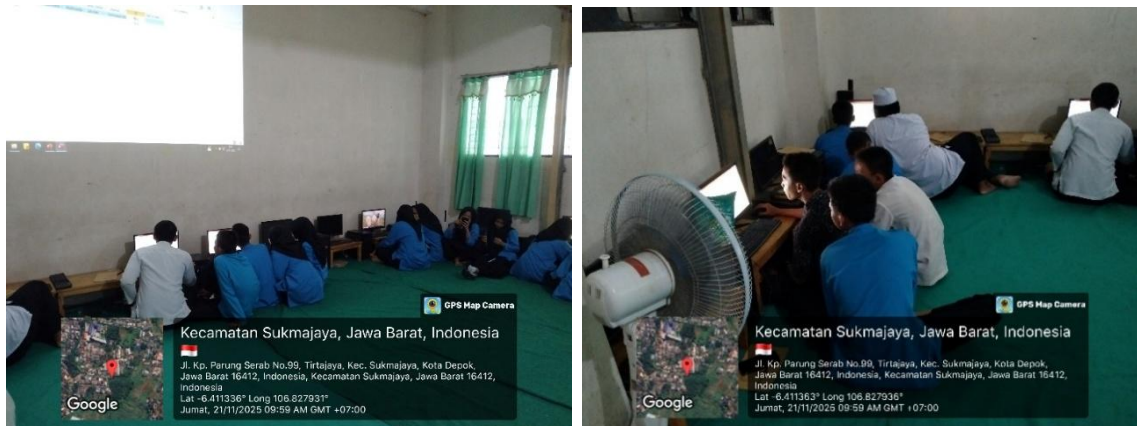 GPS Map Camera
Kecamatan Sukmajaya, Jawa Barat, Indonesia
Jl. Kp. Parung Serab No.99, Tirtajaya, Kec. Sukmajaya, Kota Depok,
Jawa Barat 16412, Indonesia, Kecamatan Sukmajaya, Jawa Barat 16412,
Indonesia
Lat -6.411336° Long 106.827931°
Jumat, 21/11/2025 09:59 AM GMT +07:00
Google
GPS Map Camera
Kecamatan Sukmajaya, Jawa Barat, Indonesia
Jl. Kp. Parung Serab No.99, Tirtajaya, Kec. Sukmajaya, Kota Depok,
Jawa Barat 16412, Indonesia, Kecamatan Sukmajaya, Jawa Barat 16412,
Indonesia
Lat -6.411363° Long 106.827936°
Jumat, 21/11/2025 09:59 AM GMT +07:00
Google